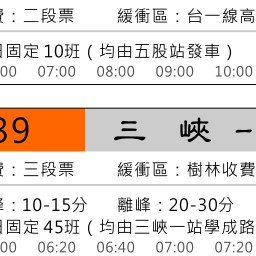 費：二段票 緩衝區：台一線高
日固定10班（均由五股站發車）
00 07:00 08:00 09:00 10:00
39 三 峽 -
費：三段票 緩衝區：樹林收費
峰：10-15分 離峰：20-30分
日固定45班（均由三峽一站學成路
00 06:20 06:40 07:00 07:20